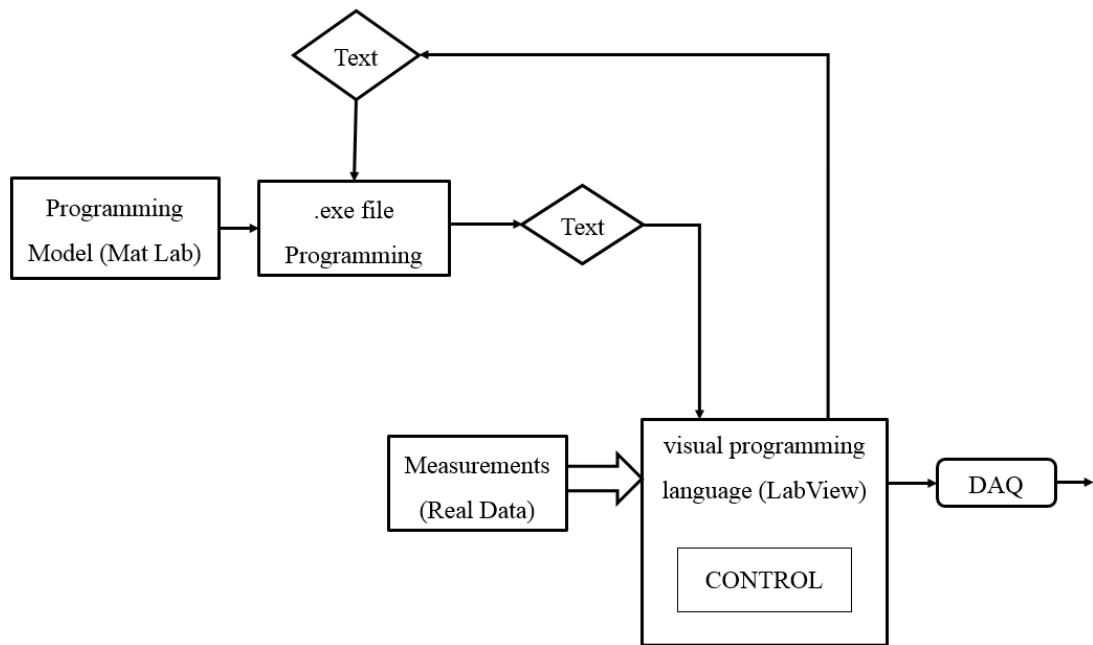 Text
Programming
Model (Mat Lab)
.exe file
Programming
Text
Measurements
(Real Data)
visual programming
language (LabView)
CONTROL
DAQ